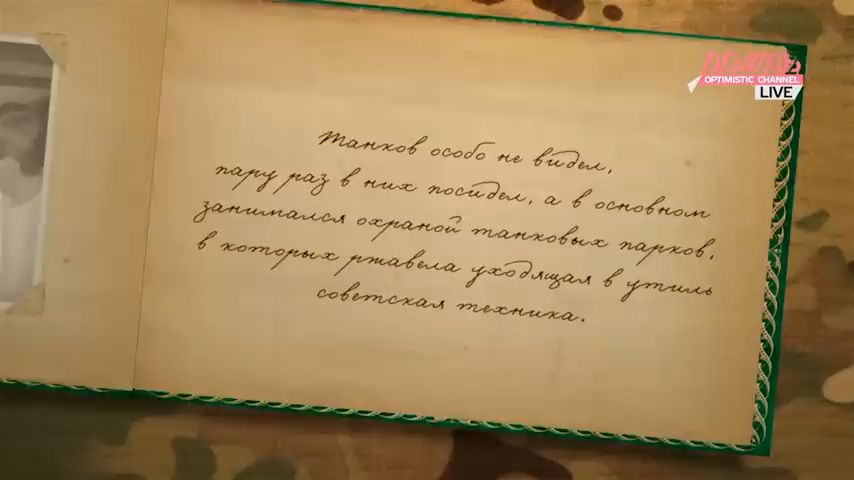 ДОЖДЬ
OPTIMISTIC CHANNEL
LIVE
Танков особо не видел,
пару раз в них посидел, а в основном
занимался охраной танковых парков,
в которых ржавела уходящая в утиль
советская техника.